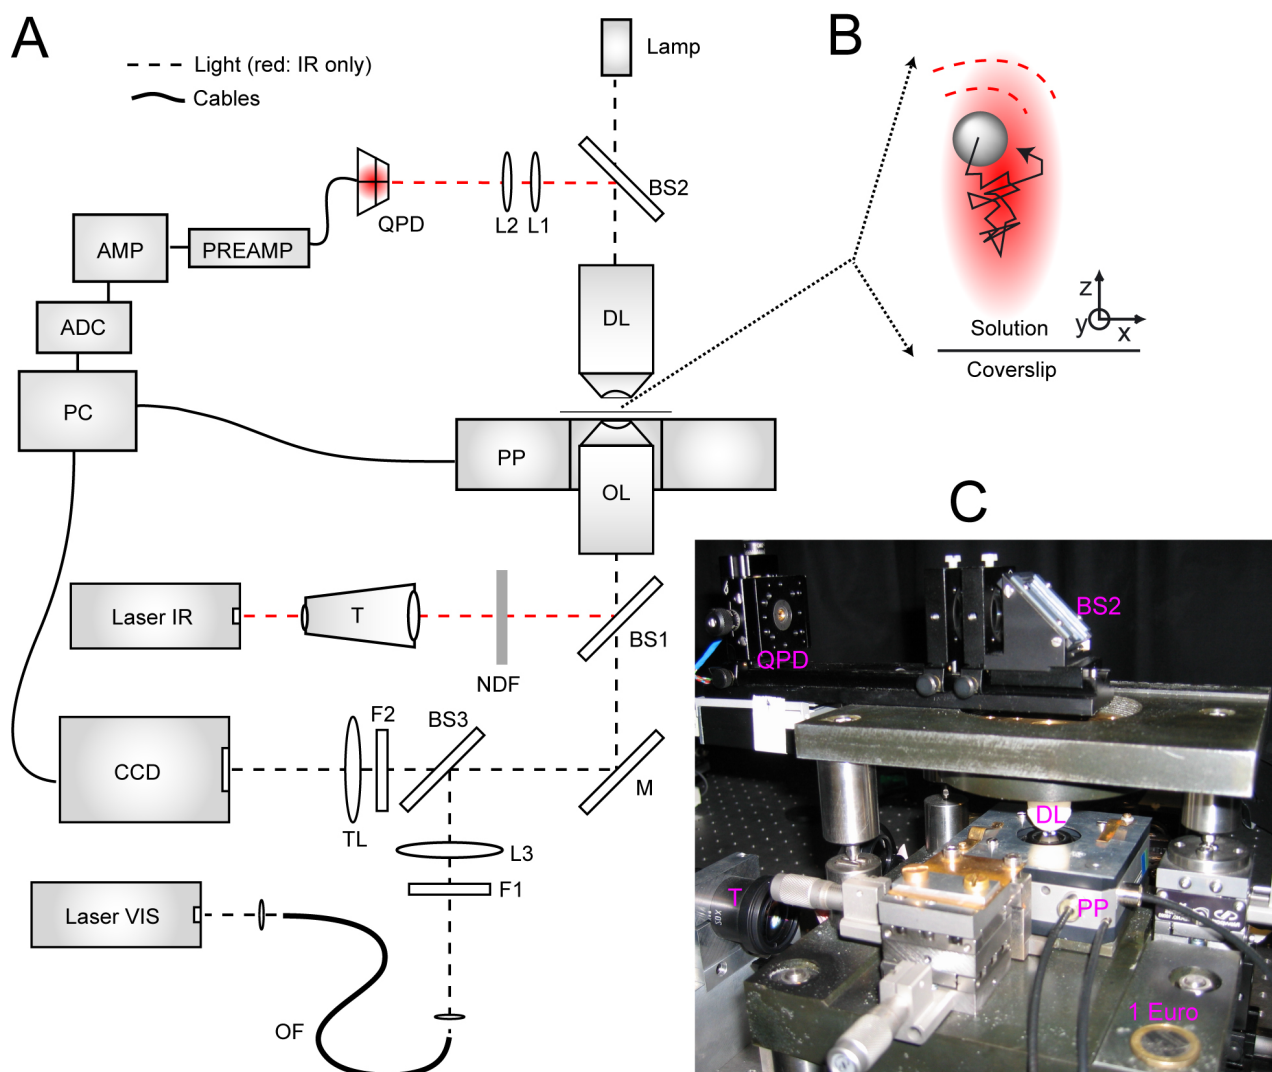 A
Lamp
B
Light (red: IR only)
Cables
BS2
QPD
L2
L1
AMP
PREAMP
DL
ADC
z
Solution
y
x
Coverslip
PC
PP
OL
C
Laser IR
T
BS1
NDF
BS2
QPD
F2
BS3
CCD
M
TL
DL
L3
F1
T
PP
Laser VIS
OF
1 Euro